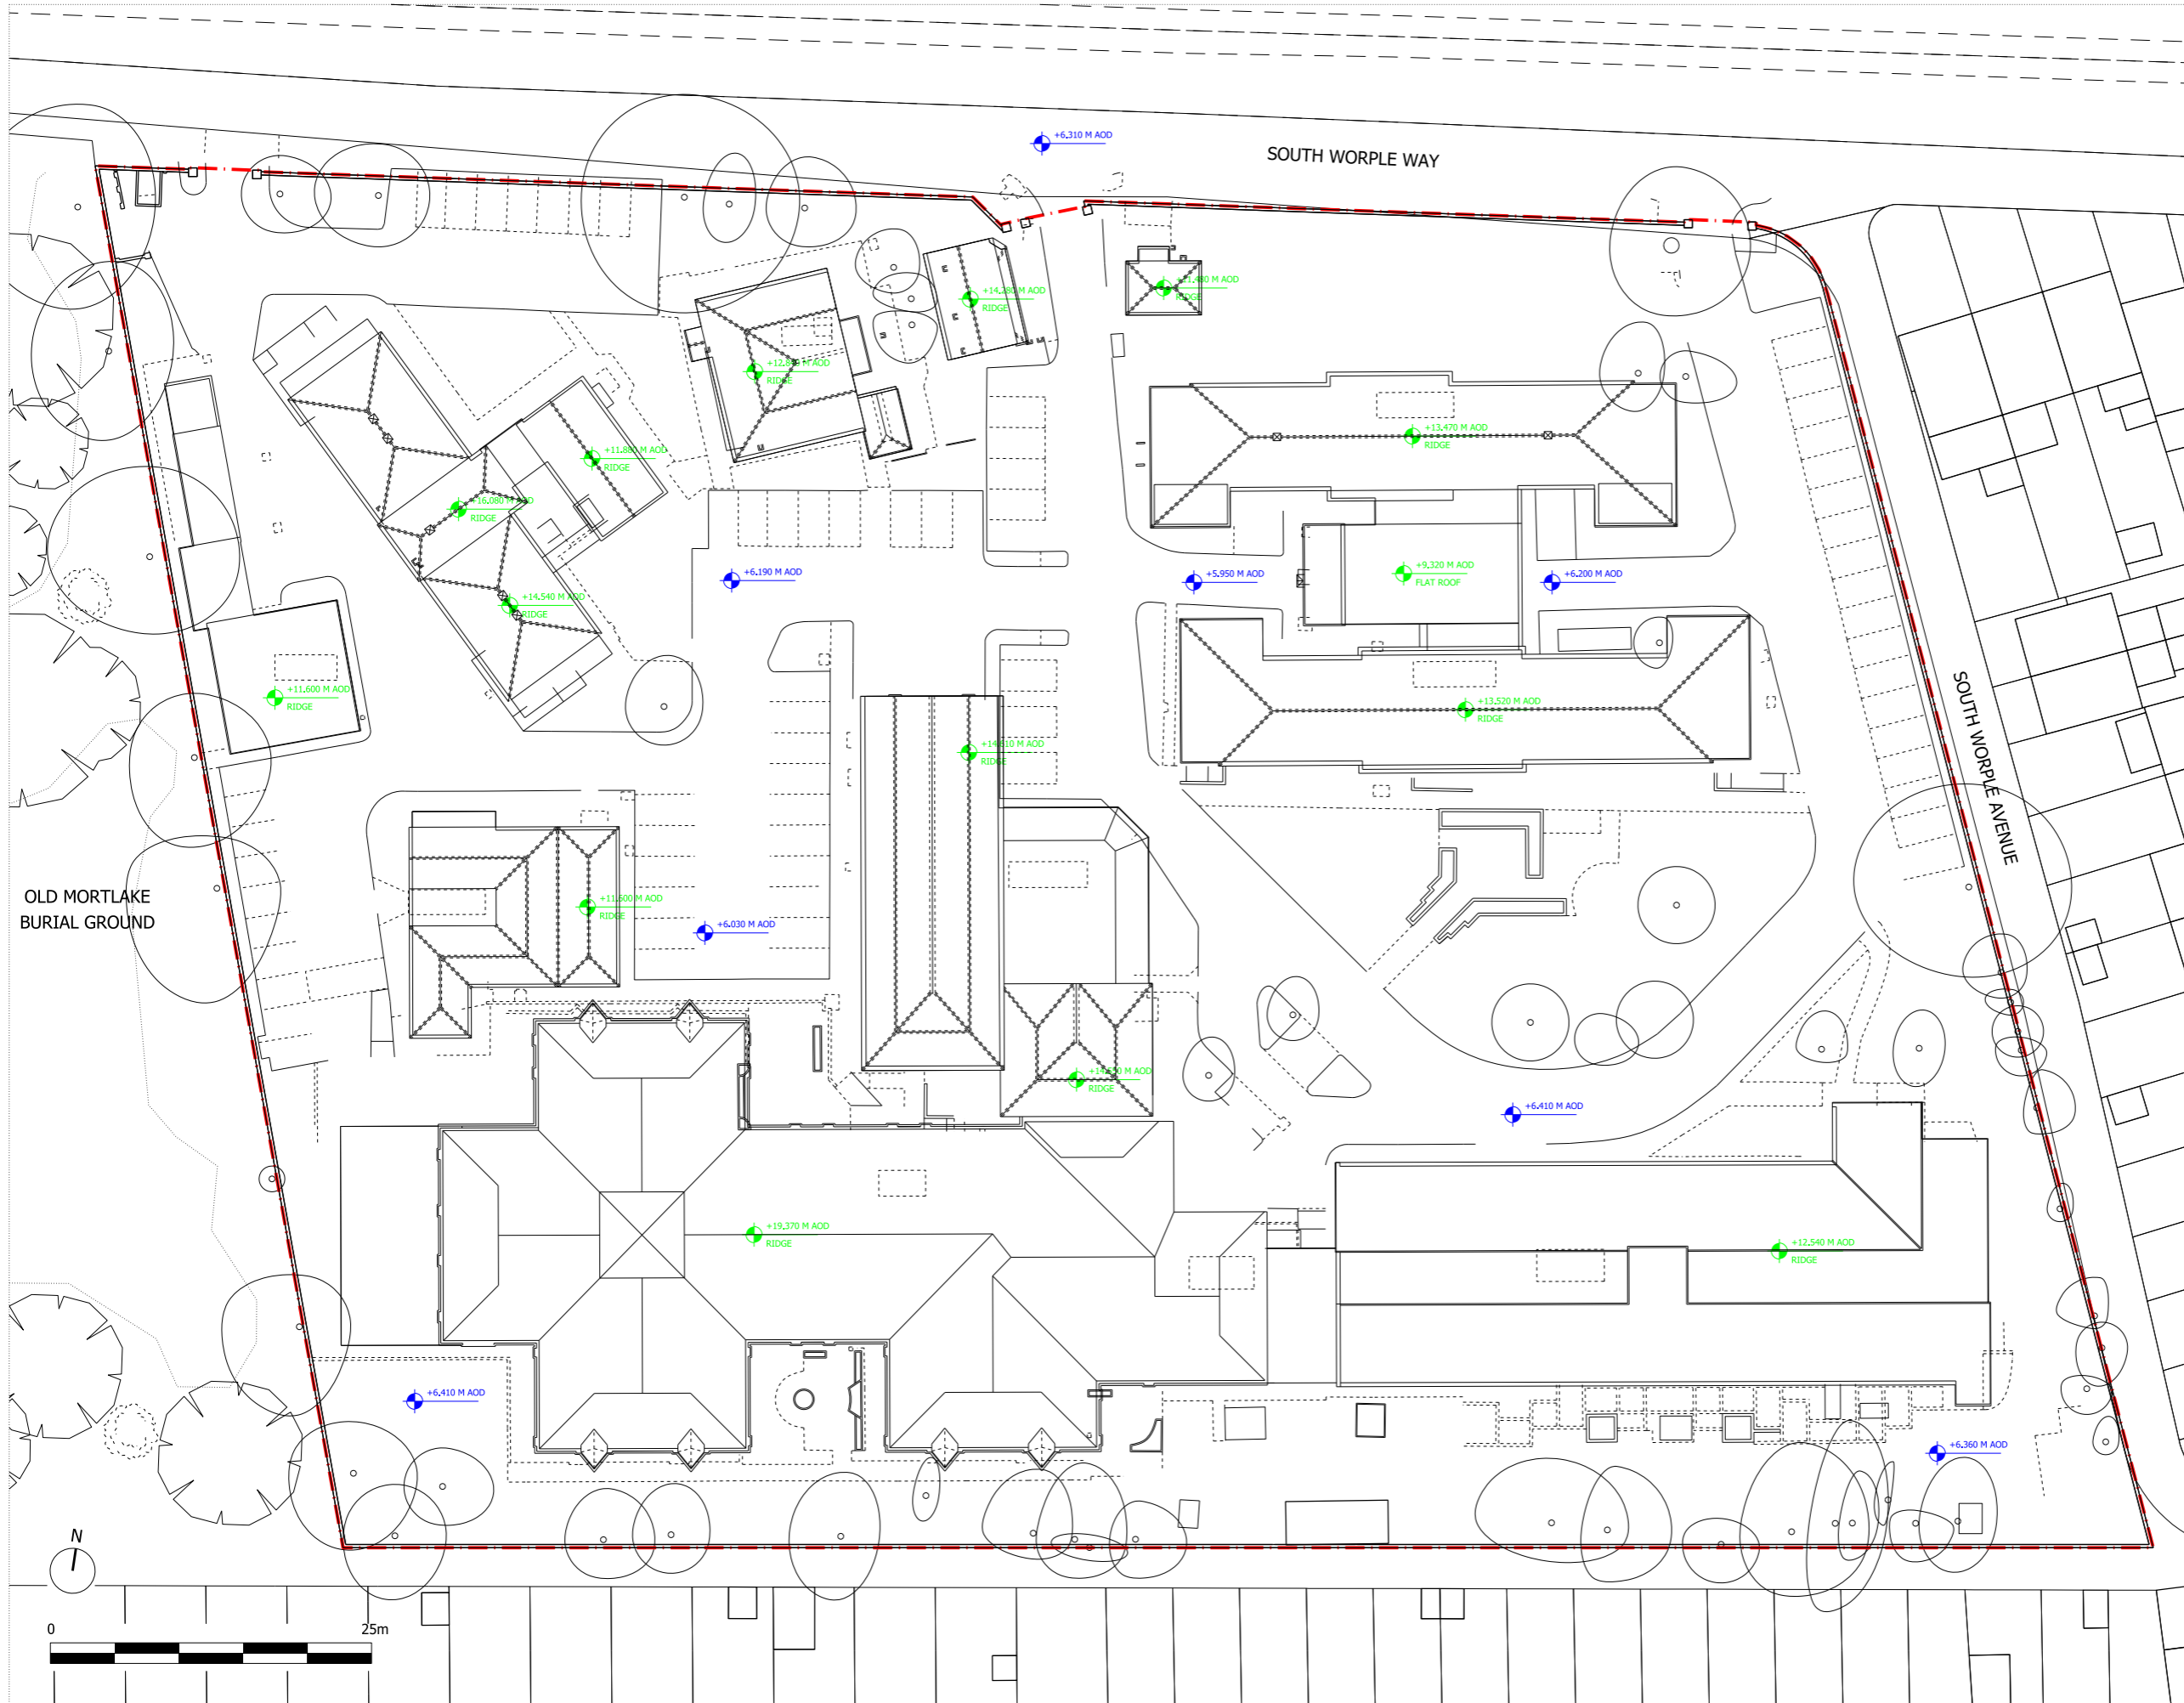 +6.310 M AOD
SOUTH WORPLE WAY
RIDGE
+14.280 M AOD
RIDGE
RIDGE
+13.470 M AOD
RIDGE
+11.880 M AOD
RIDGE
+16.080 M AOD
RIDGE
+6.190 M AOD
+5.950 M AOD
+9.320 M AOD
FLAT ROOF
+6.200 M AOD
+14.540 M AOD
RIDGE
+11.600 M AOD
RIDGE
+13.520 M AOD
RIDGE
RIDGE
SOUTH WORPLE AVENUE
OLD MORTLAKE
BURIAL GROUND
RIDGE
+6.030 M AOD
RIDGE
+6.410 M AOD
+19.370 M AOD
RIDGE
+12.540 M AOD
RIDGE
+6.410 M AOD
+6.360 M AOD
N
0
25m